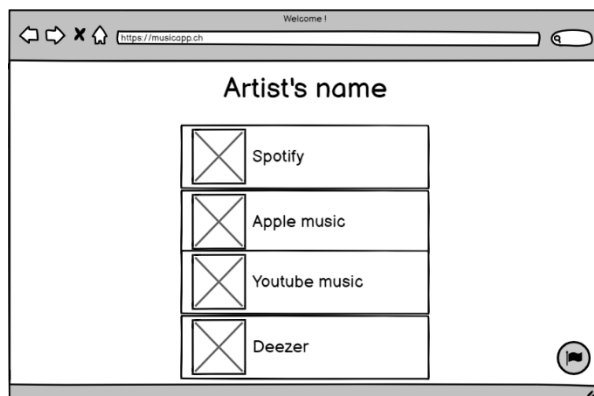 Welcome !
https://musicopp.ch
Artist's name
Spotify
Apple music
Youtube music
Deezer